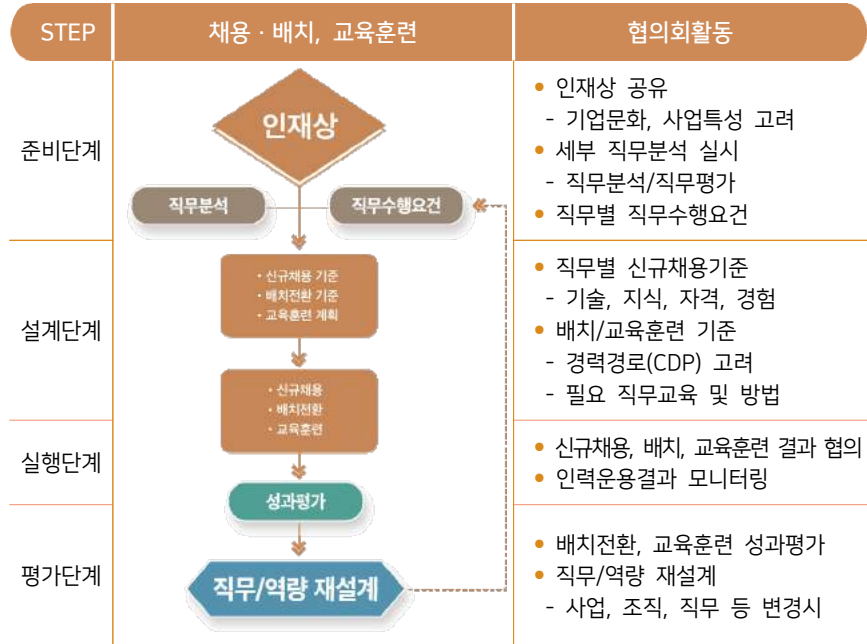 STEP
채용 · 배치, 교육훈련
협의회활동
준비단계
인재상
직무분석
직무수행요건
• 인재상 공유
- 기업문화, 사업특성 고려
• 세부 직무분석 실시
- 직무분석/직무평가
• 직무별 직무수행요건
설계단계
• 신규채용 기준
• 배치전환 기준
• 교육훈련 계획
• 신규채용
• 배치전환
• 교육훈련
• 직무별 신규채용기준
- 기술, 지식, 자격, 경험
• 배치/교육훈련 기준
- 경력경로(CDP) 고려
- 필요 직무교육 및 방법
실행단계
성과평가
• 신규채용, 배치, 교육훈련 결과 협의
• 인력운용결과 모니터링
평가단계
직무/역량 재설계
• 배치전환, 교육훈련 성과평가
• 직무/역량 재설계
- 사업, 조직, 직무 등 변경시